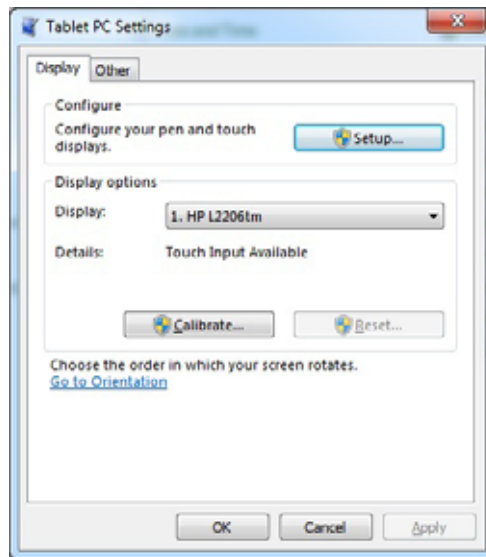 Tablet PC Settings
Display Other
Configure
Configure your pen and touch
displays.
Setup...
Display options
Display: 1. HP L2206tm
Details: Touch Input Available
Calibrate... Reset...
Choose the order in which your screen rotates.
Go to Orientation
OK Cancel Apply